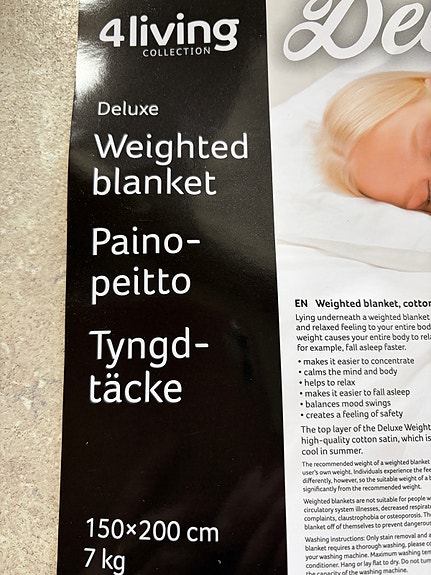 4living
COLLECTION
Deluxe
Weighted
blanket
Paino-
peitto
Tyngd-
täcke
150×200 cm
7 kg
EN Weighted blanket, cotton
Lying underneath a weighted blanket
and relaxed feeling to your entire body
weight causes your entire body to
for example, fall asleep faster.
• makes it easier to concentrate
• calms the mind and body
• helps to relax
• makes it easier to fall asleep
• balances mood swings
• creates a feeling of safety
The top layer of the Deluxe
high-quality cotton satin, which is
cool in summer.
The recommended weight of a weighted blanket
user's own weight. Individuals experience the
differently, however, so the suitable weight of a
significantly from the recommended weight.
Weighted blankets are not suitable for people
circulatory system illnesses, decreased
complaints, claustrophobia or osteoporosis.
blanket off of themselves to prevent dangerous
Washing instructions: Only stain removal and
blanket requires a thorough washing, please
your washing machine. Maximum washing
conditioner. Hang or lay flat to dry. Do not
the capacity of the washing machine.